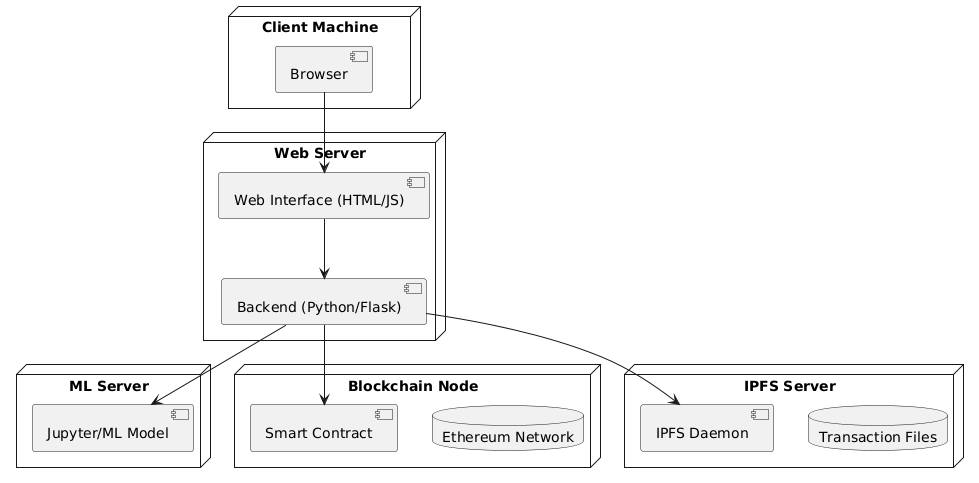 Client Machine
Browser
Web Server
Web Interface (HTML/JS)
Backend (Python/Flask)
ML Server
Jupyter/ML Model
Blockchain Node
Smart Contract
Ethereum Network
IPFS Server
IPFS Daemon
Transaction Files